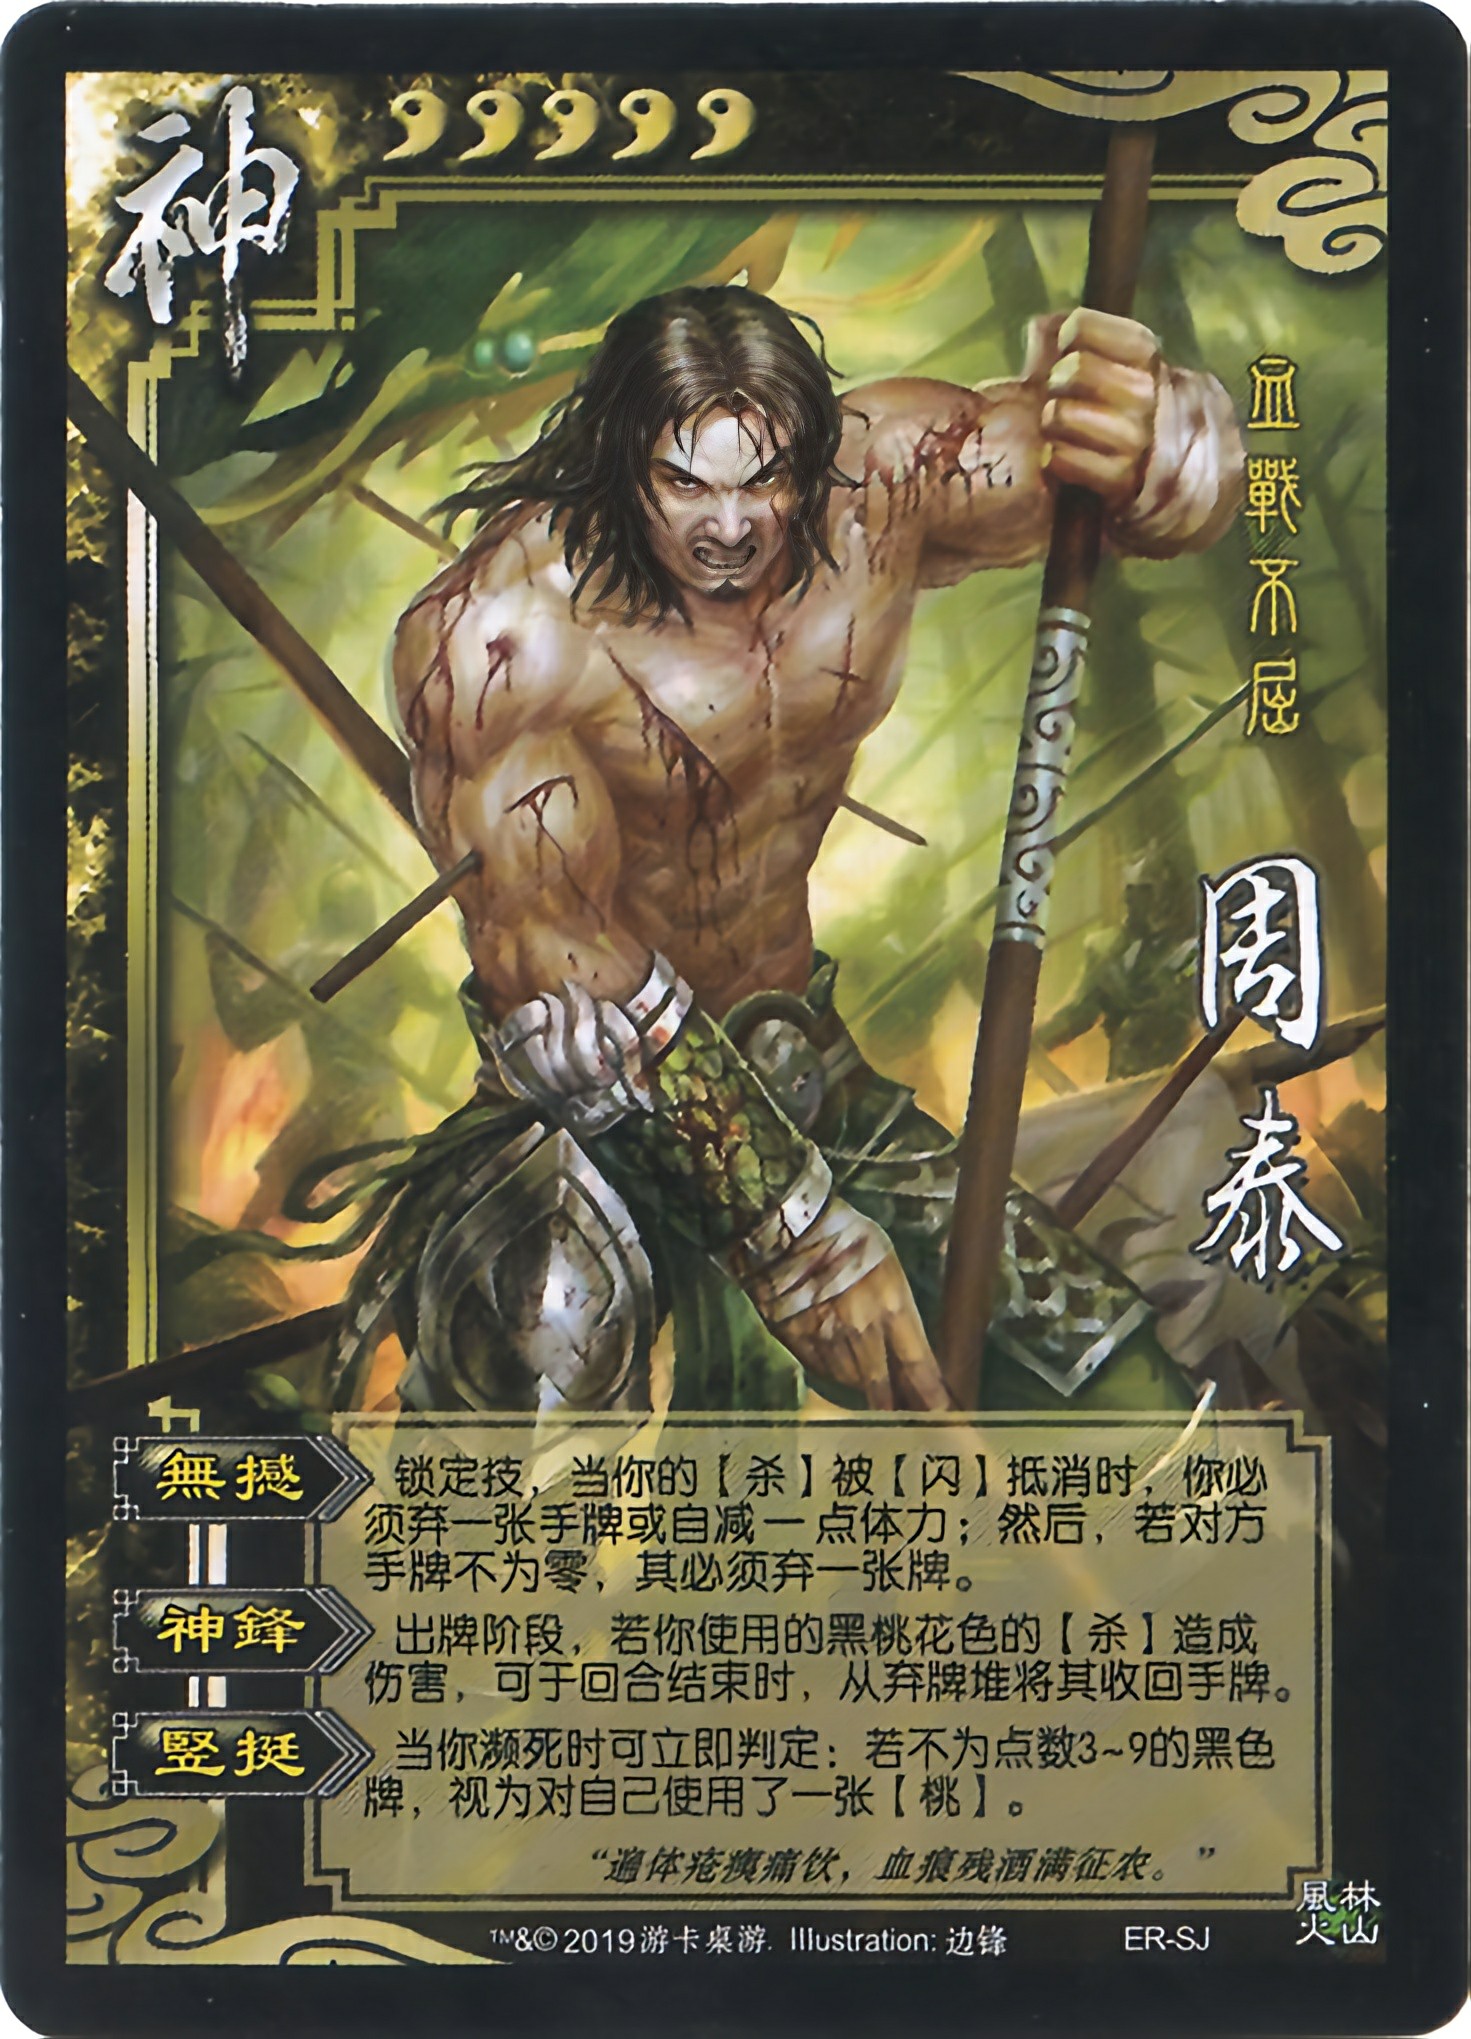 神
血戰不屈
周泰
無撼
锁定技，当你的【杀】被【闪】抵消时，你必
须弃一张手牌或自减一点体力；然后，若对方
手牌不为零，其必须弃一张牌。
神鋒
出牌阶段，若你使用的黑桃花色的【杀】造成
伤害，可于回合结束时，从弃牌堆将其收回手牌。
竖挺
当你濒死时可立即判定：若不为点数3~9的黑色
牌，视为对自己使用了一张【桃】。
“遍体疮痍痛饮，血痕残酒满征衣。”
™&© 2019游卡桌游. Illustration: 边锋
ER-SJ
風林
火山